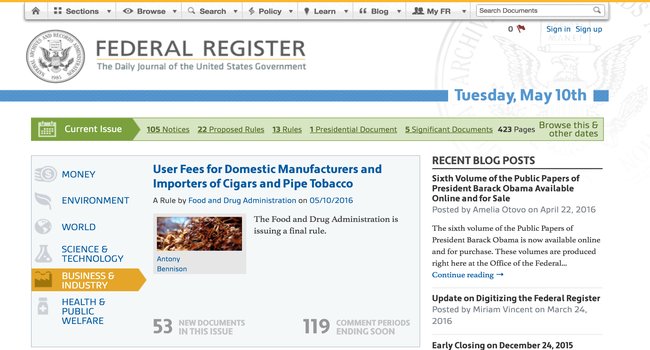 Sections
Browse
Search
Policy
Learn
Blog
My FR
Search Documents
0
Sign in
Sign up
FEDERAL REGISTER
The Daily Journal of the United States Government
Tuesday, May 10th
Current Issue
105 Notices
22 Proposed Rules
13 Rules
1 Presidential Document
5 Significant Documents
423 Pages
Browse this &
other dates
MONEY
ENVIRONMENT
WORLD
SCIENCE &
TECHNOLOGY
BUSINESS &
INDUSTRY
HEALTH &
PUBLIC
WELFARE
User Fees for Domestic Manufacturers and
Importers of Cigars and Pipe Tobacco
A Rule by Food and Drug Administration on 05/10/2016
The Food and Drug Administration is
issuing a final rule.
Antony
Bennison
53 NEW DOCUMENTS
IN THIS ISSUE
119 COMMENT PERIODS
ENDING SOON
RECENT BLOG POSTS
Sixth Volume of the Public Papers of
President Barack Obama Available
Online and for Sale
Posted by Amelia Otovo on April 22, 2016
The sixth volume of the Public Papers of
President Barack Obama is now available online
and for purchase. These volumes are produced
right here at the Office of the Federal...
Continue reading →
Update on Digitizing the Federal Register
Posted by Miriam Vincent on March 24,
2016
Early Closing on December 24, 2015